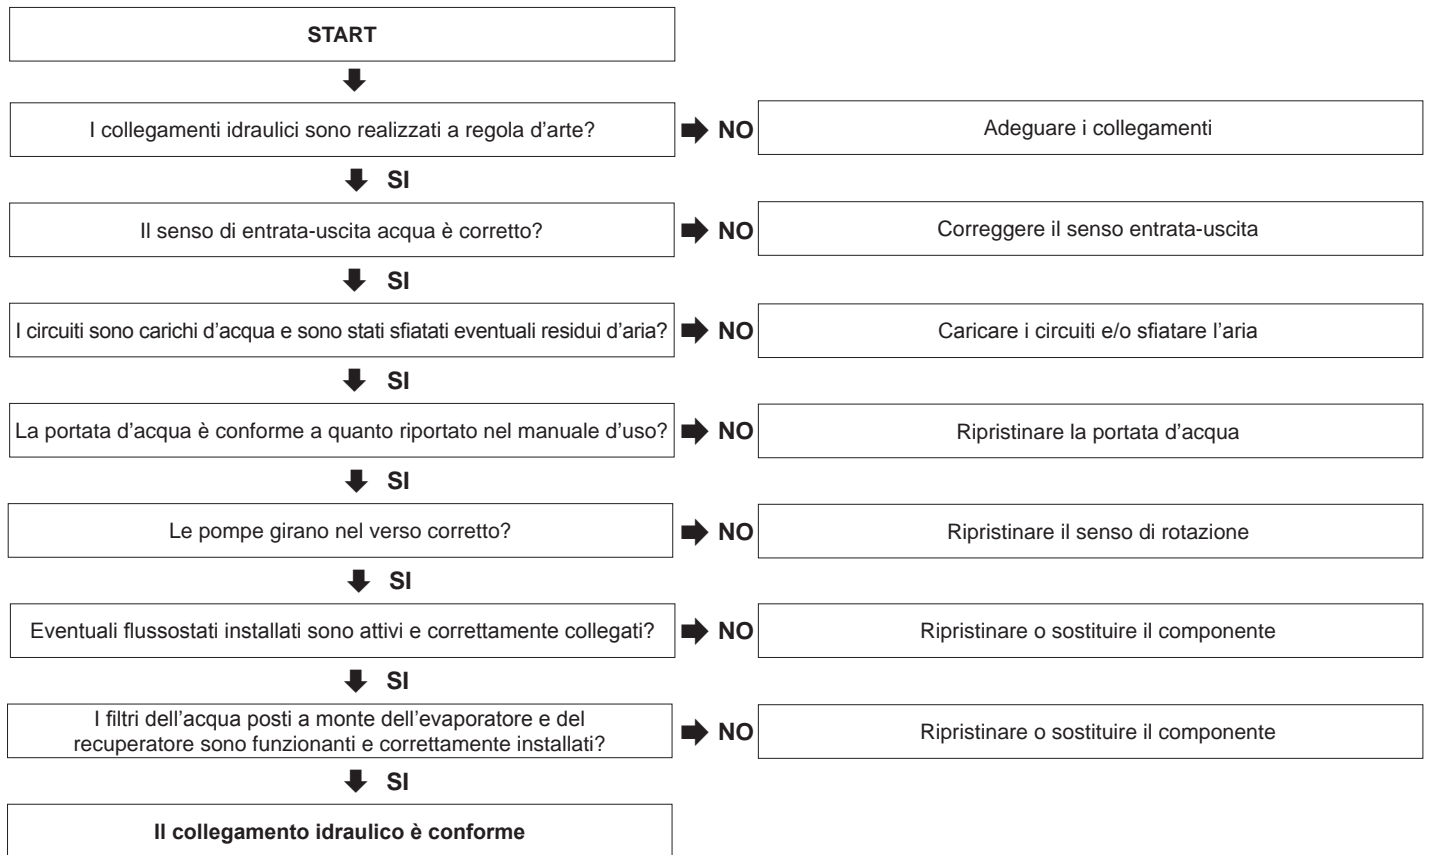 START
I collegamenti idraulici sono realizzati a regola d'arte?
NO
Adeguare i collegamenti
SI
Il senso di entrata-uscita acqua è corretto?
NO
Correggere il senso entrata-uscita
SI
I circuiti sono carichi d'acqua e sono stati sfiatati eventuali residui d'aria?
NO
Caricare i circuiti e/o sfiatare l'aria
SI
La portata d'acqua è conforme a quanto riportato nel manuale d'uso?
NO
Ripristinare la portata d'acqua
SI
Le pompe girano nel verso corretto?
NO
Ripristinare il senso di rotazione
SI
Eventuali flussostati installati sono attivi e correttamente collegati?
NO
Ripristinare o sostituire il componente
SI
I filtri dell'acqua posti a monte dell'evaporatore e del
recuperatore sono funzionanti e correttamente installati?
NO
Ripristinare o sostituire il componente
SI
Il collegamento idraulico è conforme